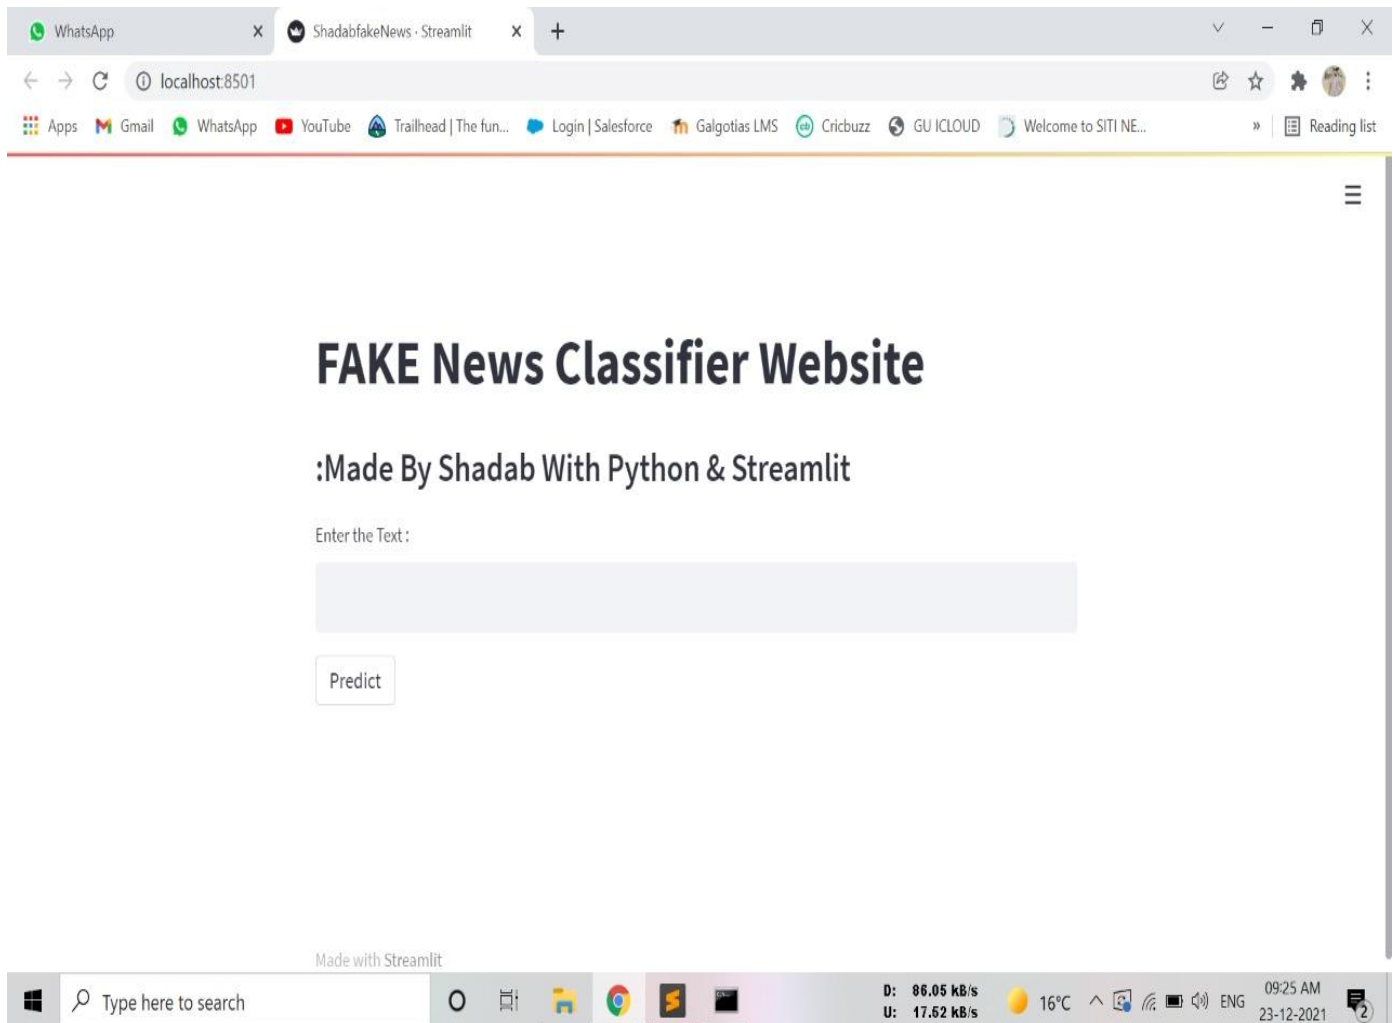 WhatsApp
ShadabfakeNews · Streamlit
localhost:8501
Apps Gmail WhatsApp YouTube Trailhead | The fun... Login | Salesforce Galgotias LMS Cricbuzz GU ICLOUD Welcome to SITI NE... » Reading list
FAKE News Classifier Website
:Made By Shadab With Python & Streamlit
Enter the Text :
Predict
Made with Streamlit
Type here to search
D: 86.05 kB/s
U: 17.52 kB/s
16°C
ENG
09:25 AM
23-12-2021
2